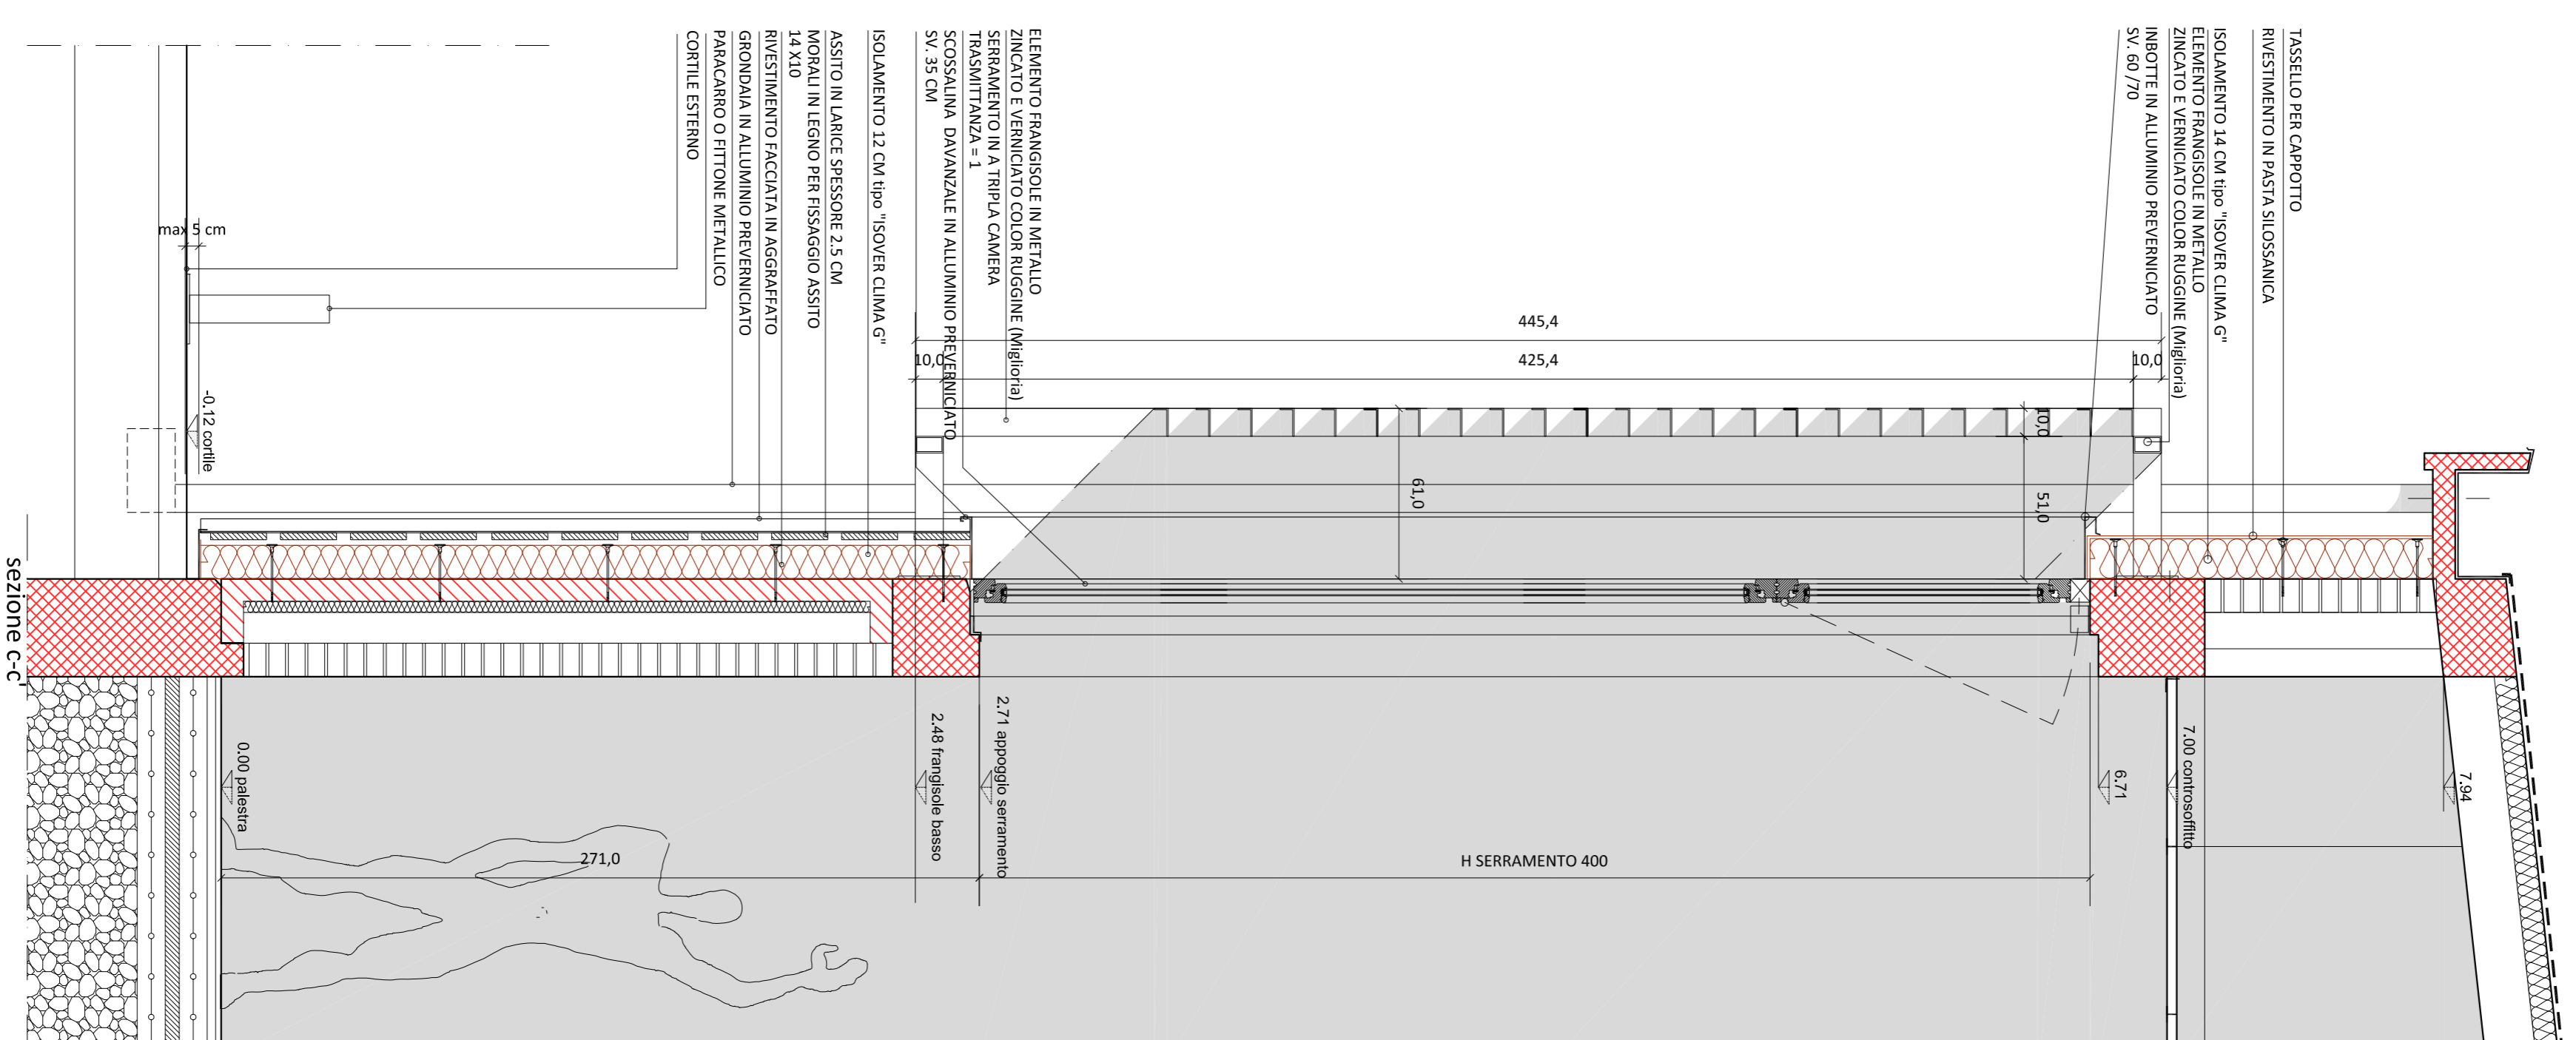 TASSELLO PER CAPPOTTO
RIVESTIMENTO IN PASTA SILOSSANICA
ISOLAMENTO 14 CM tipo "ISOVER CLIMA G"
ELEMENTO FRANGISOLE IN METALLO
ZINCATO E VERNICIATO COLOR RUGGINE (Miglioria)
INBOTTE IN ALLUMINIO PREVERNICIATO
SV. 60 /70
ELEMENTO FRANGISOLE IN METALLO
ZINCATO E VERNICIATO COLOR RUGGINE (Miglioria)
SERRAMENTO IN A TRIPLA CAMERA
TRASMITTANZA = 1
SCOSSALINA DAVANZALE IN ALLUMINIO PREVERNICIATO
SV. 35 CM
ISOLAMENTO 12 CM tipo "ISOVER CLIMA G"
ASSITO IN LARICE SPESSORE 2.5 CM
MORALI IN LEGNO PER FISSAGGIO ASSITO
14 X10
RIVESTIMENTO FACCIATA IN AGGRAFFATO
GRONDAIA IN ALLUMINIO PREVERNICIATO
PARACARRO O FITTONE METALLICO
CORTILE ESTERNO
max 5 cm
445,4
10,0
425,4
10,0
10,0
51,0
61,0
-0.12 cortile
7.94
7.00 controsoffitto
6.71
2.71 appoggio serramento
2.48 frangisole basso
0.00 palestra
271,0
H SERRAMENTO 400
sezione c-c'